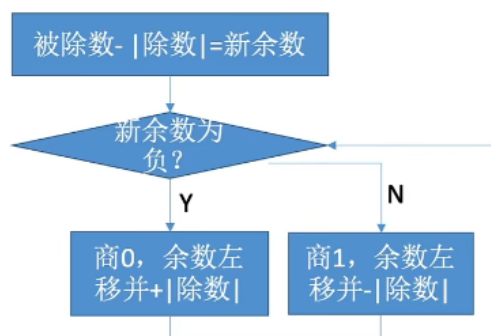 被除数- |除数|=新余数
新余数为
负?
Y
N
商0，余数左
移并+|除数|
商1，余数左
移并-|除数|